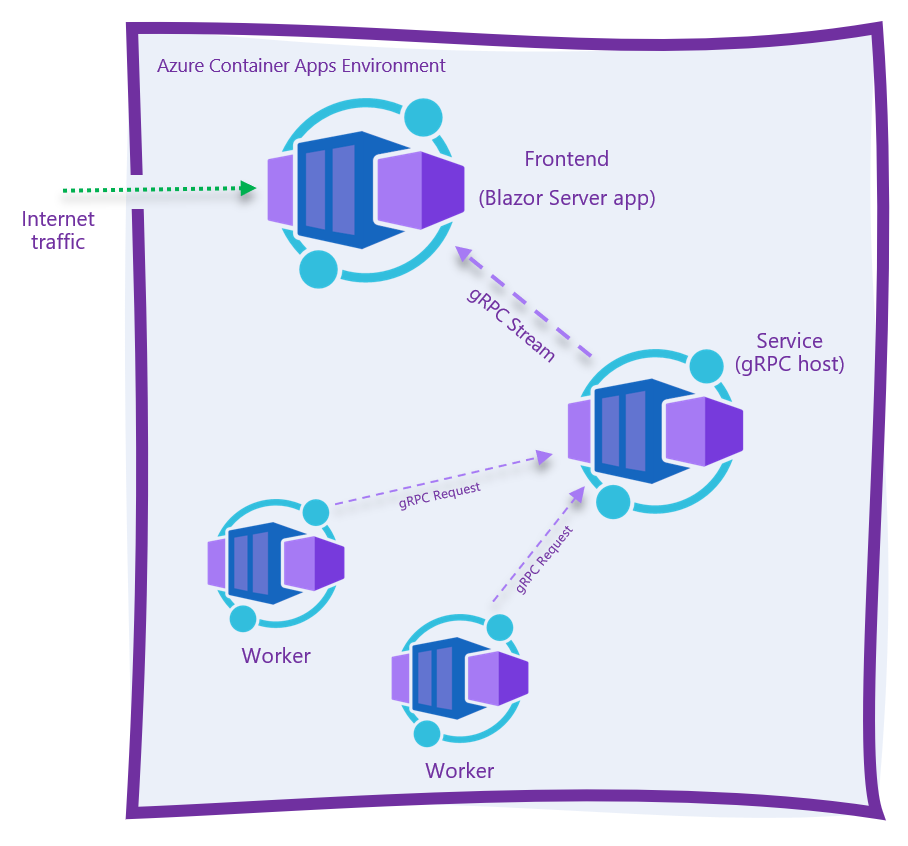 Azure Container Apps Environment
Frontend
(Blazor Server app)
Internet
traffic
gRPC Stream
Service
(gRPC host)
gRPC Request
gRPC Request
Worker
Worker